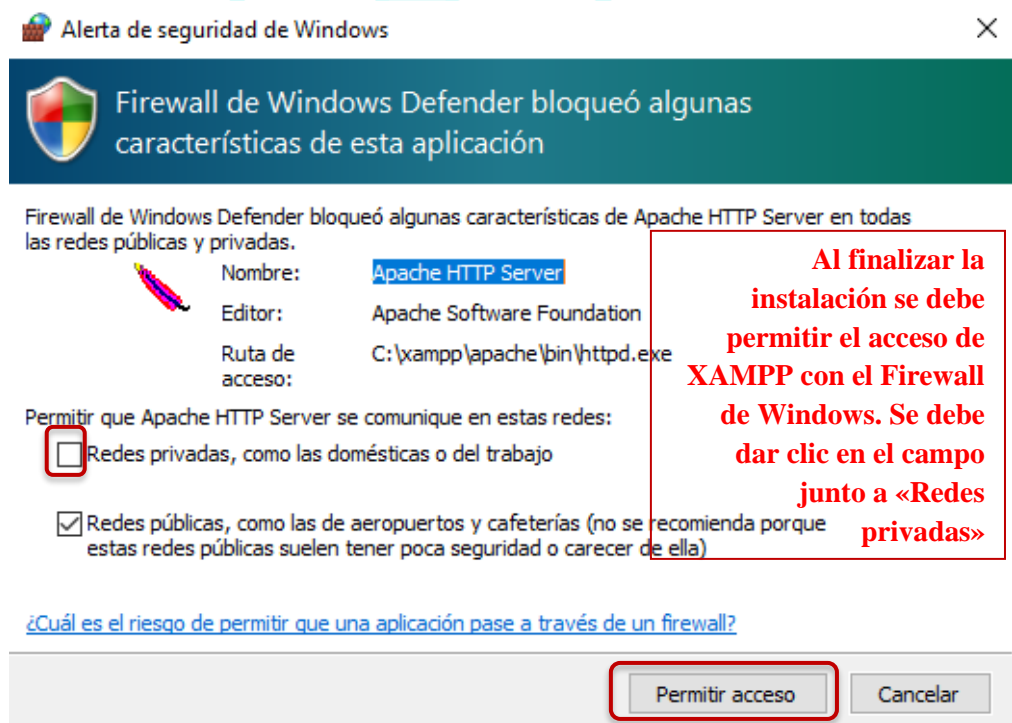 Alerta de seguridad de Windows
Firewall de Windows Defender bloqueó algunas
características de esta aplicación
Firewall de Windows Defender bloqueó algunas características de Apache HTTP Server en todas
las redes públicas y privadas.
Nombre: Apache HTTP Server
Editor: Apache Software Foundation
Ruta de acceso: C:\xampp\apache\bin\httpd.exe
Al finalizar la
instalación se debe
permitir el acceso de
XAMPP con el Firewall
de Windows. Se debe
dar clic en el campo
junto a «Redes
privadas»
Permitir que Apache HTTP Server se comunique en estas redes:
Redes privadas, como las domésticas o del trabajo
Redes públicas, como las de aeropuertos y cafeterías (no se recomienda porque
estas redes públicas suelen tener poca seguridad o carecer de ella)
¿Cuál es el riesgo de permitir que una aplicación pase a través de un firewall?
Permitir acceso
Cancelar